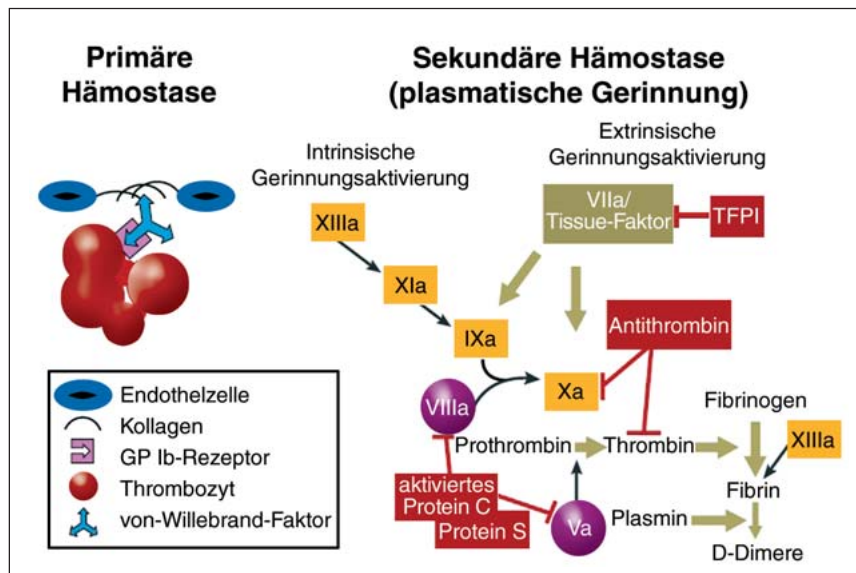 Primäre
Hämostase
Sekundäre Hämostase
(plasmatische Gerinnung)
Intrinsische
Gerinnungsaktivierung
Extrinsische
Gerinnungsaktivierung
XIIIa
VIIa/
Tissue-Faktor
TFPI
XIa
IXa
Antithrombin
Xa
VIIIa
Fibrinogen
Prothrombin
Thrombin
XIIIa
aktiviertes
Protein C
Protein S
Va
Plasmin
Fibrin
D-Dimere
Endothelzelle
Kollagen
GP Ib-Rezeptor
Thrombozyt
von-Willebrand-Faktor